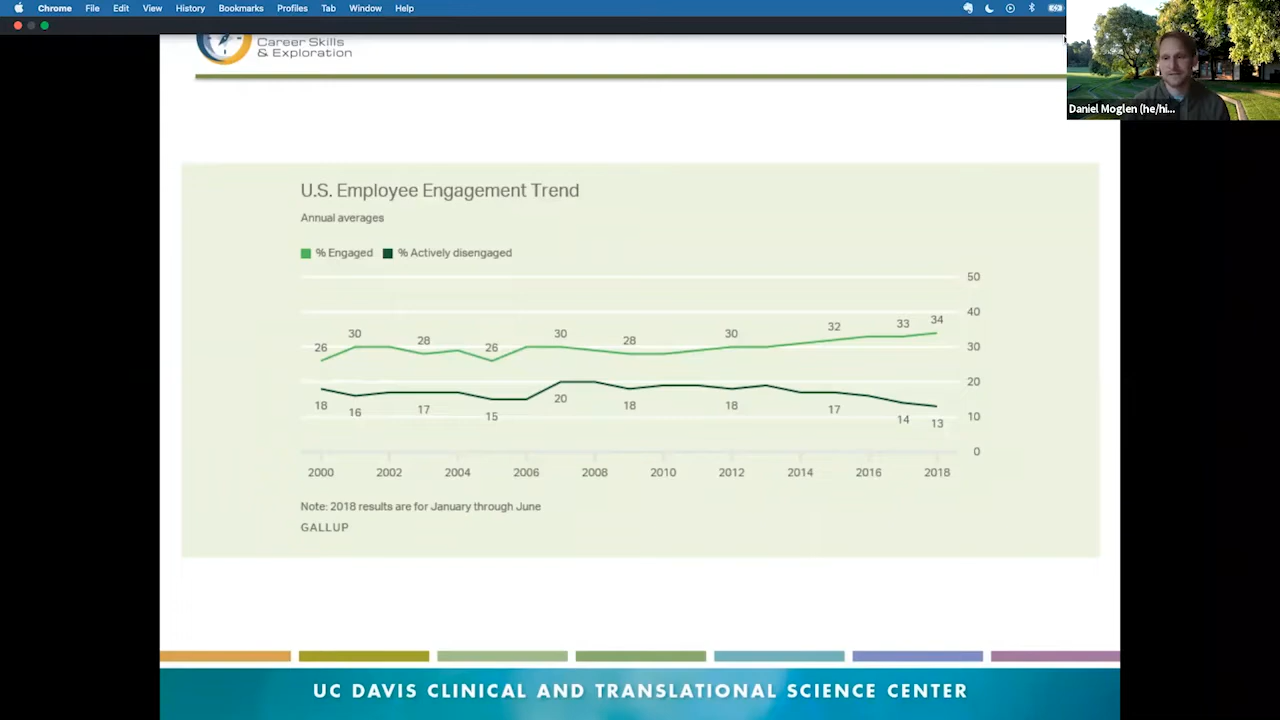 Chrome File Edit View History Bookmarks Profiles Tab Window Help
Career Skills
& Exploration
Daniel Moglen (he/hi...
U.S. Employee Engagement Trend
Annual averages
% Engaged % Actively disengaged
50
40
30
20
10
0
26 30 28 26 30 28 30 32 33 34
18 16 17 15 20 18 18 17 14 13
2000 2002 2004 2006 2008 2010 2012 2014 2016 2018
Note: 2018 results are for January through June
GALLUP
UC DAVIS CLINICAL AND TRANSLATIONAL SCIENCE CENTER